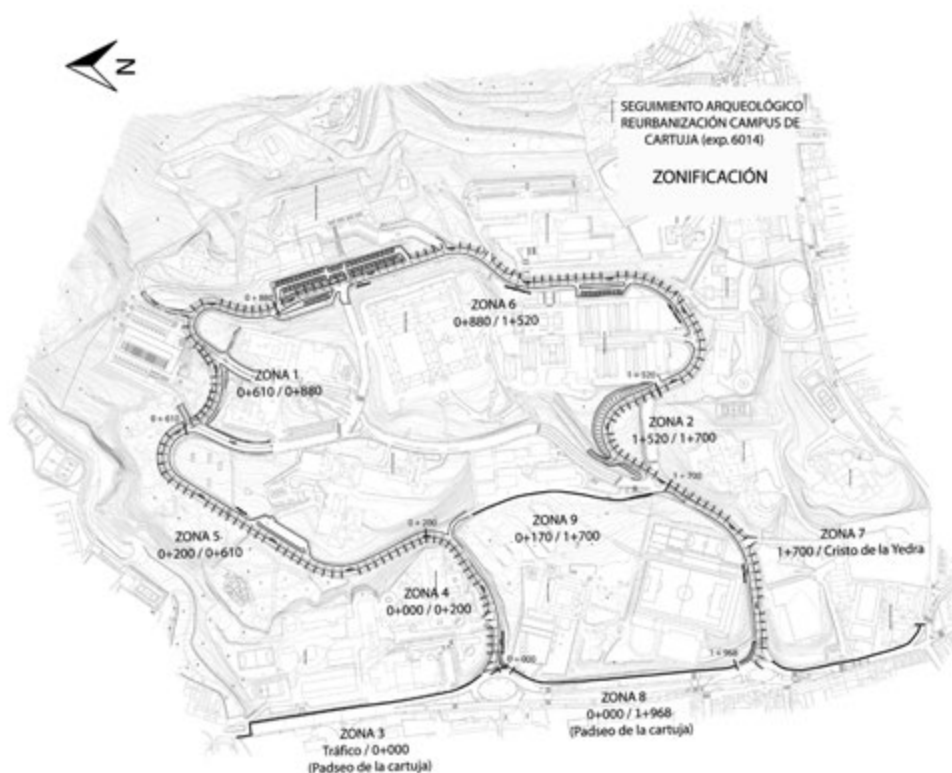 N
SEGUIMIENTO ARQUEOLÓGICO
REURBANIZACIÓN CAMPUS DE
CARTUJA (exp. 6014)
ZONIFICACIÓN
0 + 880
ZONA 6
0+880 / 1+520
ZONA 1
0+610 / 0+880
1 + 520
0 + 610
ZONA 2
1+520 / 1+700
1 + 700
0 + 200
ZONA 9
0+170 / 1+700
ZONA 7
1+700 / Cristo de la Yedra
ZONA 5
0+200 / 0+610
ZONA 4
0+000 / 0+200
0 + 000
1 + 968
ZONA 8
0+000 / 1+968
(Padseo de la cartuja)
ZONA 3
Tráfico / 0+000
(Padseo de la cartuja)